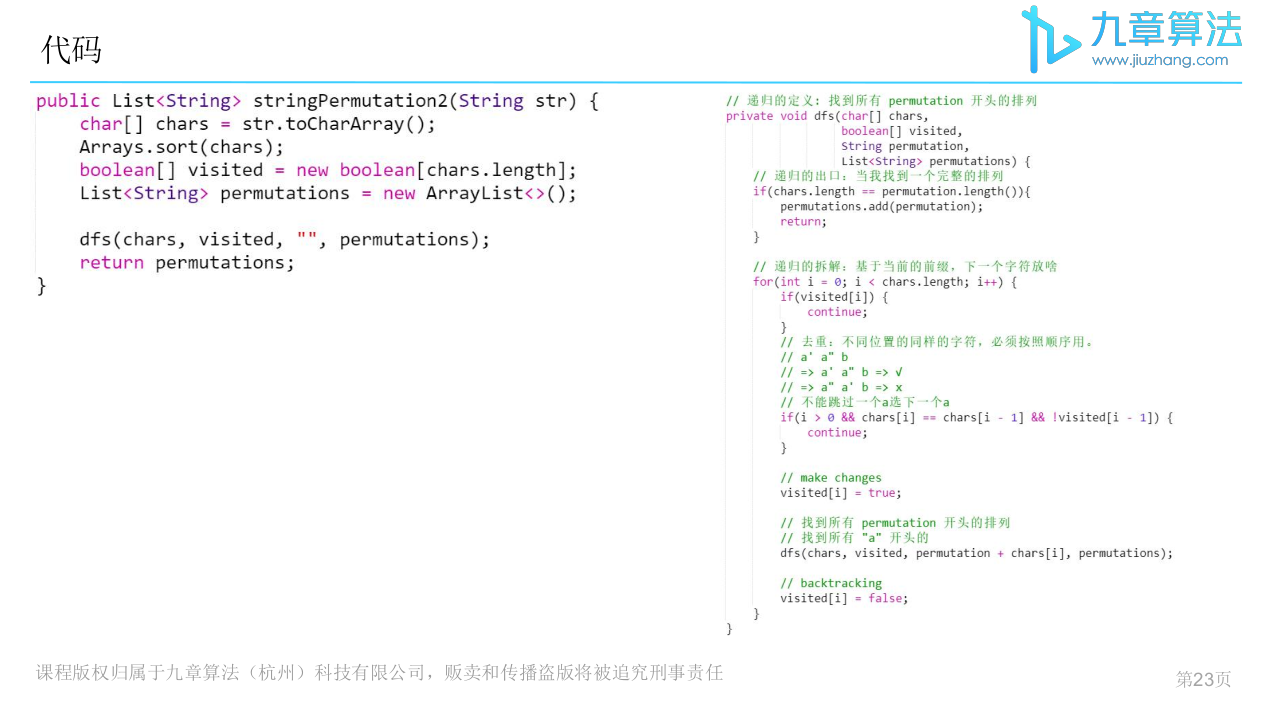 代码
九章算法
www.jiuzhang.com
public List<String> stringPermutation2(String str) {
    char[] chars = str.toCharArray();
    Arrays.sort(chars);
    boolean[] visited = new boolean[chars.length];
    List<String> permutations = new ArrayList<>();

    dfs(chars, visited, "", permutations);
    return permutations;
}
// 递归的定义: 找到所有 permutation 开头的排列
private void dfs(char[] chars,
                 boolean[] visited,
                 String permutation,
                 List<String> permutations) {
    // 递归的出口: 当我找到一个完整的排列
    if(chars.length == permutation.length()){
        permutations.add(permutation);
        return;
    }

    // 递归的拆解: 基于当前的前缀, 下一个字符放啥
    for(int i = 0; i < chars.length; i++) {
        if(visited[i]) {
            continue;
        }
        // 去重: 不同位置的同样的字符, 必须按照顺序用。
        // a' a" b
        // => a' a" b => √
        // => a" a' b => x
        // 不能跳过一个a选下一个a
        if(i > 0 && chars[i] == chars[i - 1] && !visited[i - 1]) {
            continue;
        }

        // make changes
        visited[i] = true;

        // 找到所有 permutation 开头的排列
        // 找到所有 "a" 开头的
        dfs(chars, visited, permutation + chars[i], permutations);

        // backtracking
        visited[i] = false;
    }
}
课程版权归属于九章算法（杭州）科技有限公司，贩卖和传播盗版将被追究刑事责任
第23页